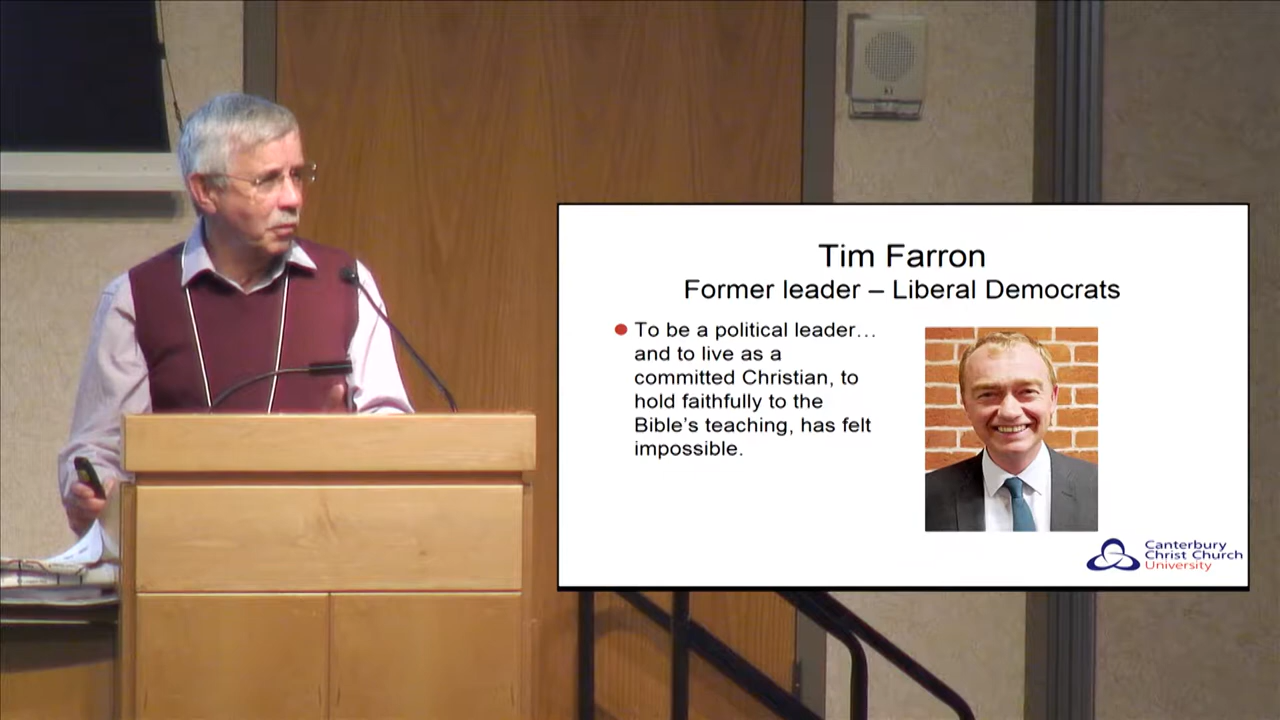 Tim Farron
Former leader – Liberal Democrats
To be a political leader…
and to live as a
committed Christian, to
hold faithfully to the
Bible’s teaching, has felt
impossible.
Canterbury
Christ Church
University